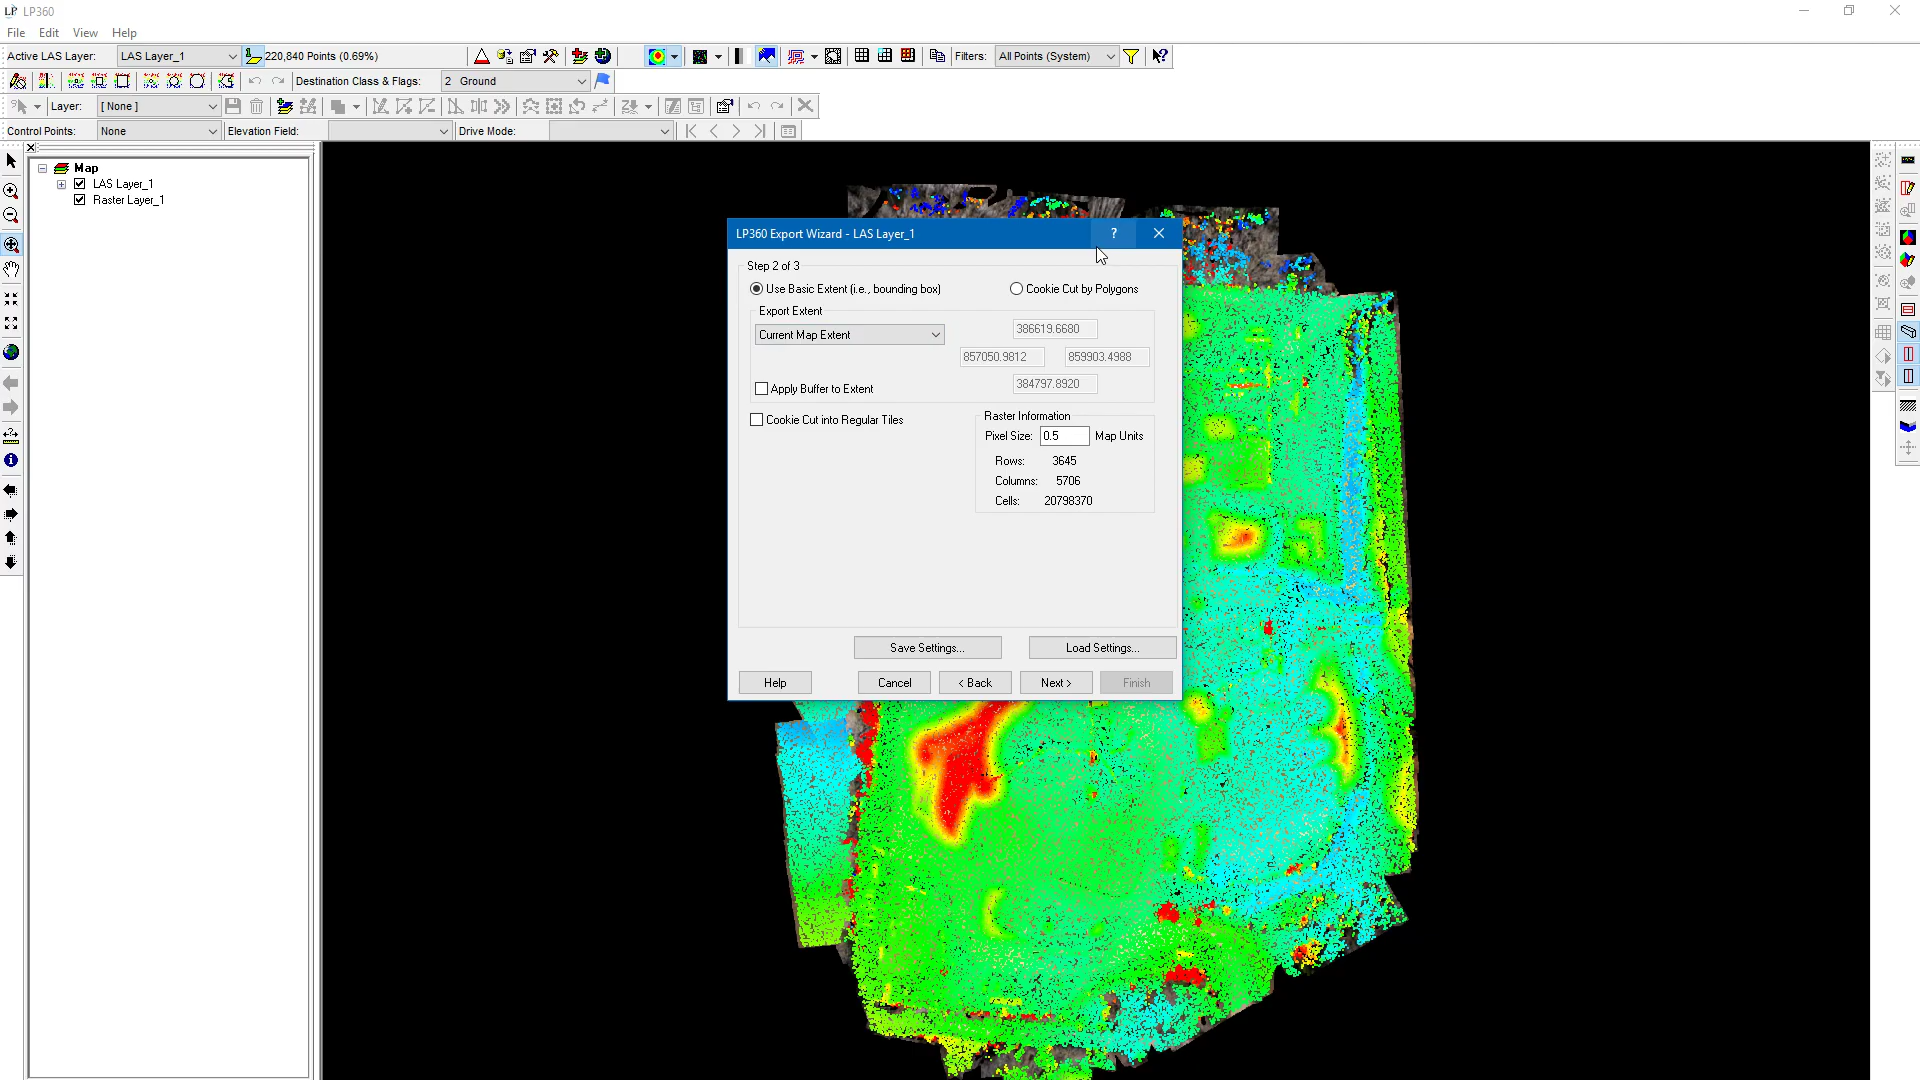 LP LP360
File Edit View Help
Active LAS Layer: LAS Layer_1 220,840 Points (0.69%) Filters: All Points (System)
Destination Class & Flags: 2 Ground
Layer: [ None ]
Control Points: None Elevation Field: Drive Mode:
Map
LAS Layer_1
Raster Layer_1
LP360 Export Wizard - LAS Layer_1
Step 2 of 3
Use Basic Extent (i.e., bounding box) Cookie Cut by Polygons
Export Extent
Current Map Extent
386619.6680
857050.9812 859903.4988
384797.8920
Apply Buffer to Extent
Cookie Cut into Regular Tiles
Raster Information
Pixel Size: 0.5 Map Units
Rows: 3645
Columns: 5706
Cells: 20798370
Save Settings... Load Settings...
Help Cancel < Back Next > Finish